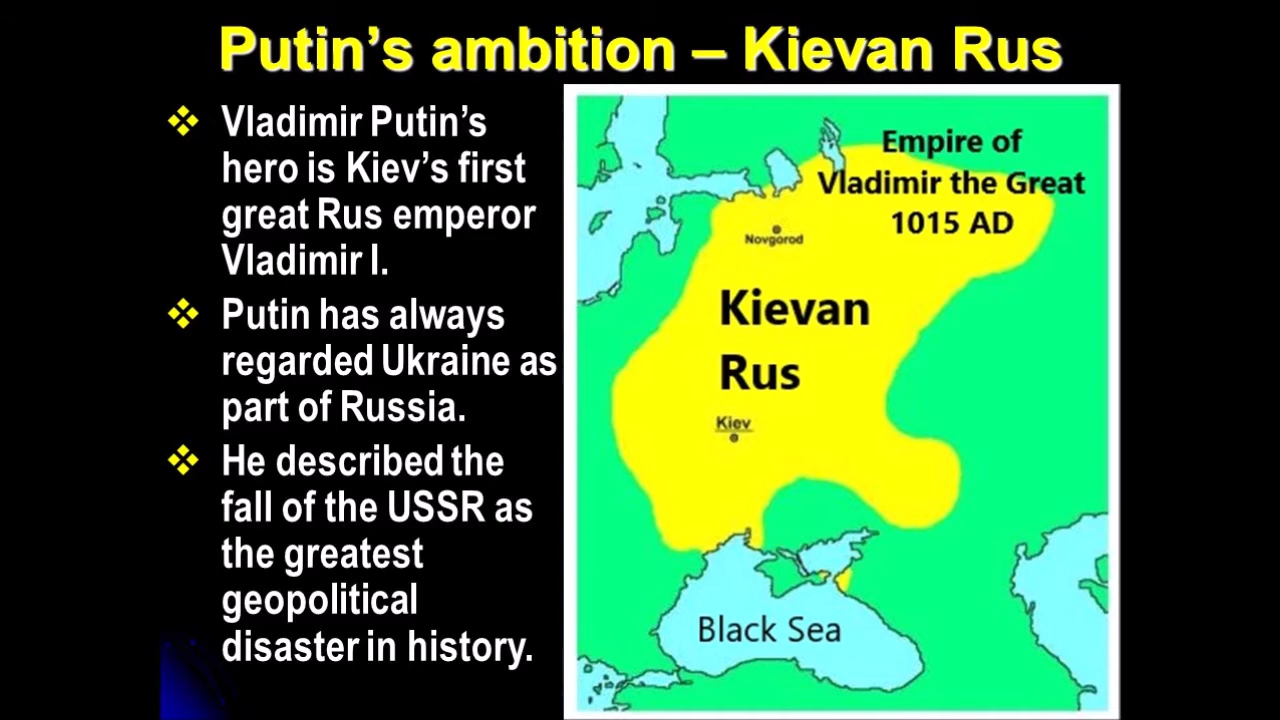 Putin’s ambition – Kievan Rus
❖ Vladimir Putin’s
hero is Kiev’s first
great Rus emperor
Vladimir I.
❖ Putin has always
regarded Ukraine as
part of Russia.
❖ He described the
fall of the USSR as
the greatest
geopolitical
disaster in history.
Empire of
Vladimir the Great
1015 AD
Novgorod
Kievan
Rus
Kiev
Black Sea